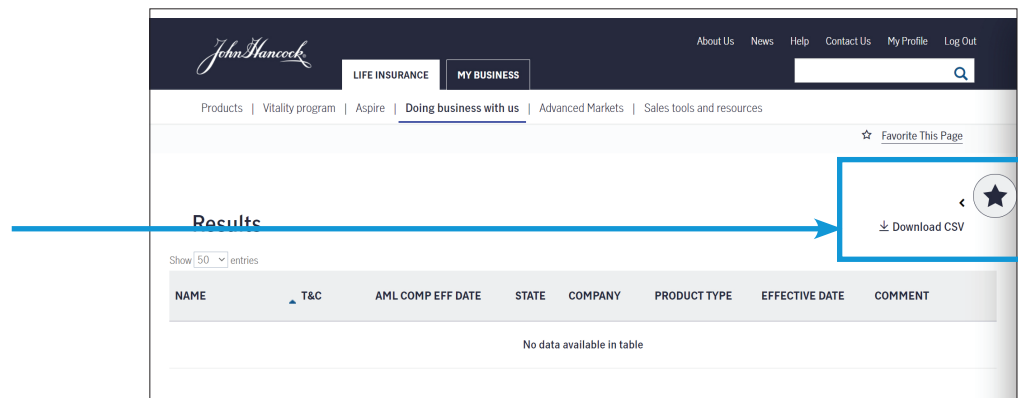 About Us News Help Contact Us My Profile Log Out
John Hancock
LIFE INSURANCE MY BUSINESS
Products | Vitality program | Aspire | Doing business with us | Advanced Markets | Sales tools and resources
Favorite This Page
Results
Download CSV
Show 50 entries
NAME T&C AML COMP EFF DATE STATE COMPANY PRODUCT TYPE EFFECTIVE DATE COMMENT
No data available in table